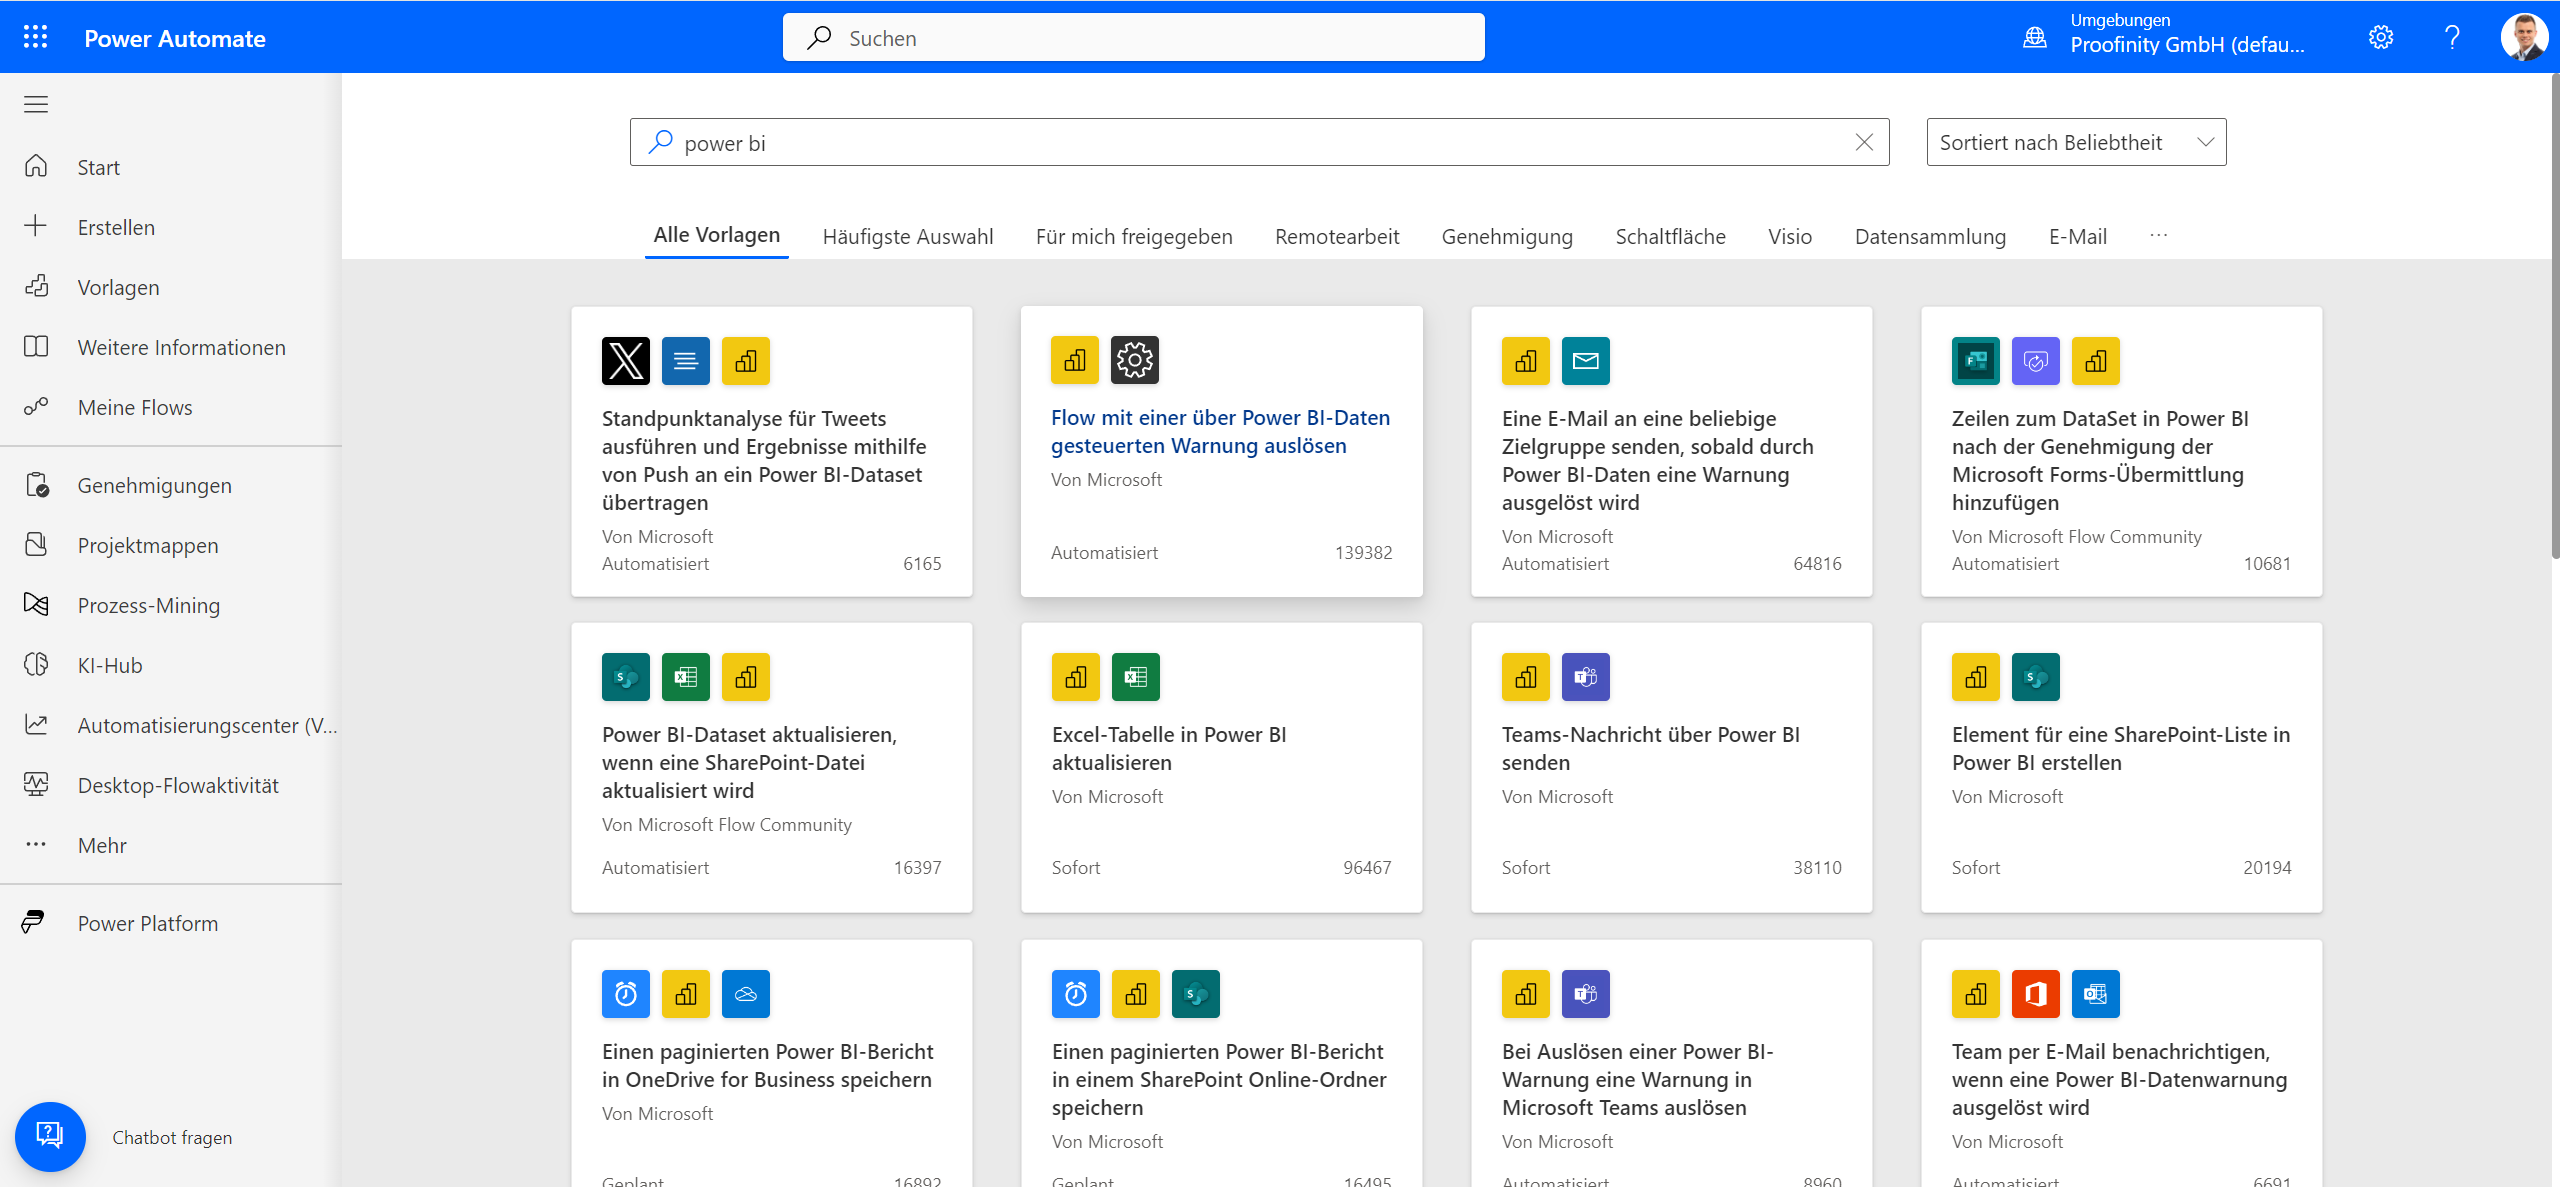 Power Automate
Suchen
Umgebungen
Proofinity GmbH (defau...
Start
Erstellen
Vorlagen
Weitere Informationen
Meine Flows
Genehmigungen
Projektmappen
Prozess-Mining
KI-Hub
Automatisierungscenter (V...
Desktop-Flowaktivität
Mehr
Power Platform
Chatbot fragen
power bi
Sortiert nach Beliebtheit
Alle Vorlagen
Häufigste Auswahl
Für mich freigegeben
Remotearbeit
Genehmigung
Schaltfläche
Visio
Datensammlung
E-Mail
...
Standpunktanalyse für Tweets
ausführen und Ergebnisse mithilfe
von Push an ein Power BI-Dataset
übertragen
Von Microsoft
Automatisiert 6165
Flow mit einer über Power BI-Daten
gesteuerten Warnung auslösen
Von Microsoft
Automatisiert 139382
Eine E-Mail an eine beliebige
Zielgruppe senden, sobald durch
Power BI-Daten eine Warnung
ausgelöst wird
Von Microsoft
Automatisiert 64816
Zeilen zum DataSet in Power BI
nach der Genehmigung der
Microsoft Forms-Übermittlung
hinzufügen
Von Microsoft Flow Community
Automatisiert 10681
Power BI-Dataset aktualisieren,
wenn eine SharePoint-Datei
aktualisiert wird
Von Microsoft Flow Community
Automatisiert 16397
Excel-Tabelle in Power BI
aktualisieren
Von Microsoft
Sofort 96467
Teams-Nachricht über Power BI
senden
Von Microsoft
Sofort 38110
Element für eine SharePoint-Liste in
Power BI erstellen
Von Microsoft
Sofort 20194
Einen paginierten Power BI-Bericht
in OneDrive for Business speichern
Von Microsoft
Geplant 16892
Einen paginierten Power BI-Bericht
in einem SharePoint Online-Ordner
speichern
Von Microsoft
Geplant 16495
Bei Auslösen einer Power BI-
Warnung eine Warnung in
Microsoft Teams auslösen
Von Microsoft
Automatisiert 8960
Team per E-Mail benachrichtigen,
wenn eine Power BI-Datenwarnung
ausgelöst wird
Von Microsoft
Automatisiert 6691